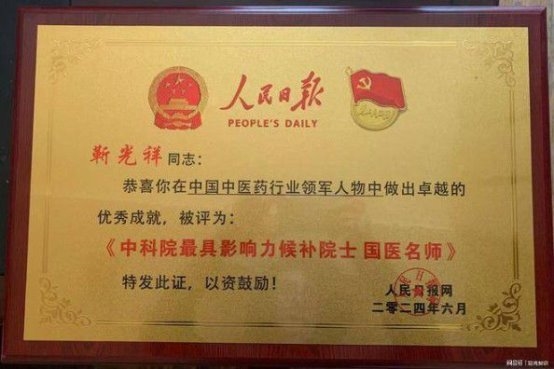 人民日报
PEOPLE'S DAILY
靳光祥 同志：
恭喜你在中国中医药行业领军人物中做出卓越的
优秀成就，被评为：
《中科院最具影响力候补院士 国医名师》
特发此证，以资鼓励！
人民日报网
二零二四年六月